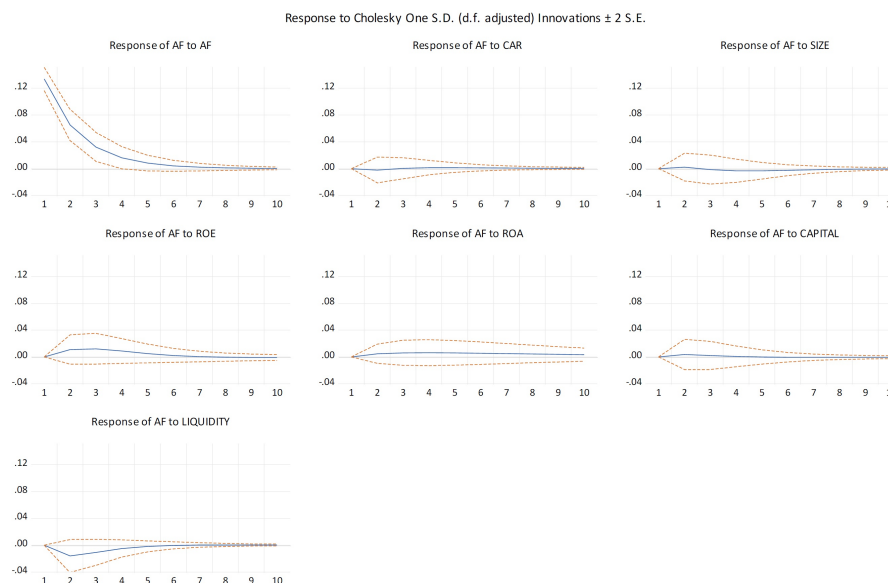 Response to Cholesky One S.D. (d.f. adjusted) Innovations ± 2 S.E.
Response of AF to AF
.12
.08
.04
.00
-.04
1 2 3 4 5 6 7 8 9 10
Response of AF to CAR
.12
.08
.04
.00
-.04
1 2 3 4 5 6 7 8 9 10
Response of AF to SIZE
.12
.08
.04
.00
-.04
1 2 3 4 5 6 7 8 9
Response of AF to ROE
.12
.08
.04
.00
-.04
1 2 3 4 5 6 7 8 9 10
Response of AF to ROA
.12
.08
.04
.00
-.04
1 2 3 4 5 6 7 8 9 10
Response of AF to CAPITAL
.12
.08
.04
.00
-.04
1 2 3 4 5 6 7 8 9
Response of AF to LIQUIDITY
.12
.08
.04
.00
-.04
1 2 3 4 5 6 7 8 9 10